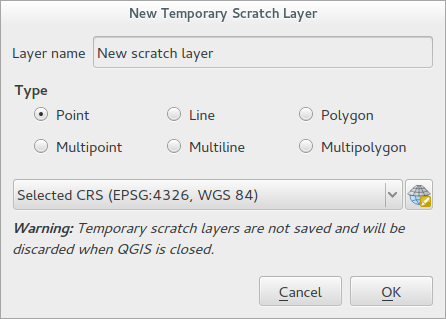 New Temporary Scratch Layer
Layer name New scratch layer
Type
Point Line Polygon
Multipoint Multiline Multipolygon
Selected CRS (EPSG:4326, WGS 84)
Warning: Temporary scratch layers are not saved and will be
discarded when QGIS is closed.
Cancel OK